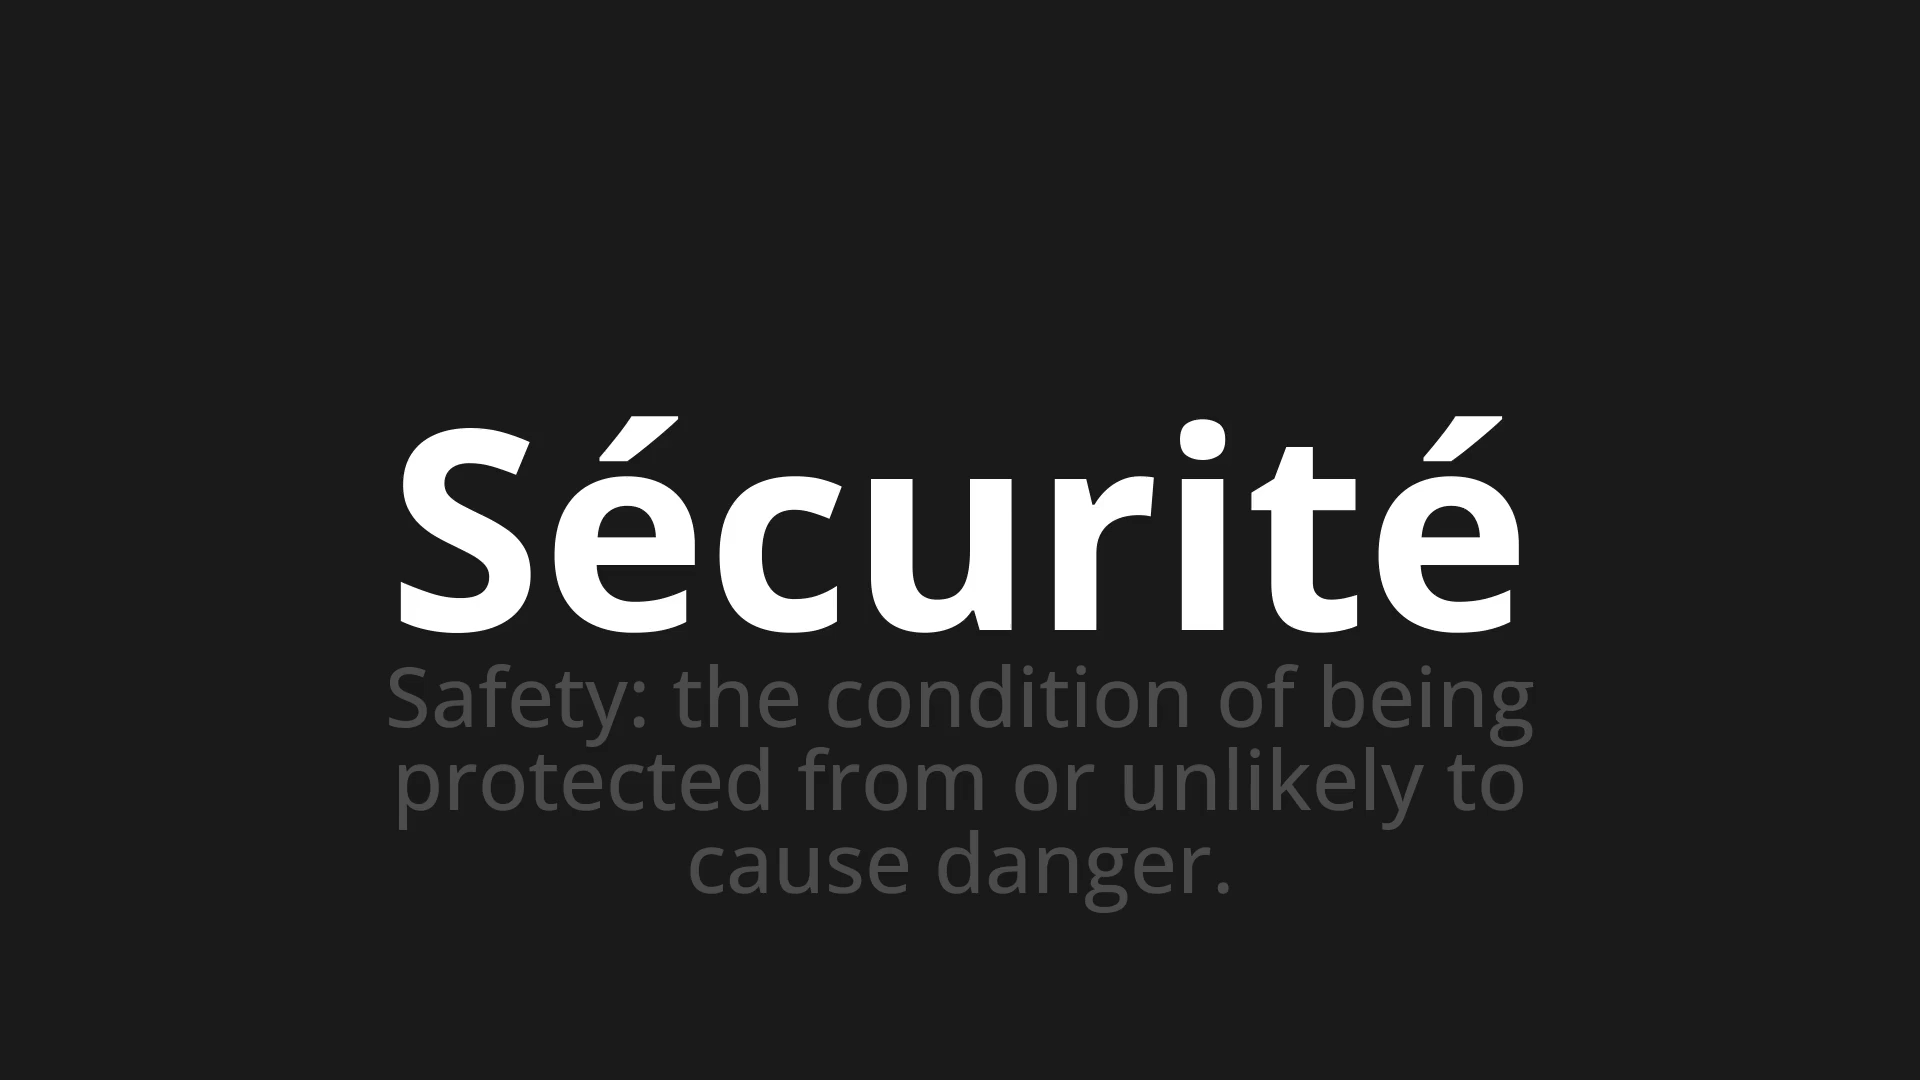 Sécurité
Safety: the condition of being
protected from or unlikely to
cause danger.